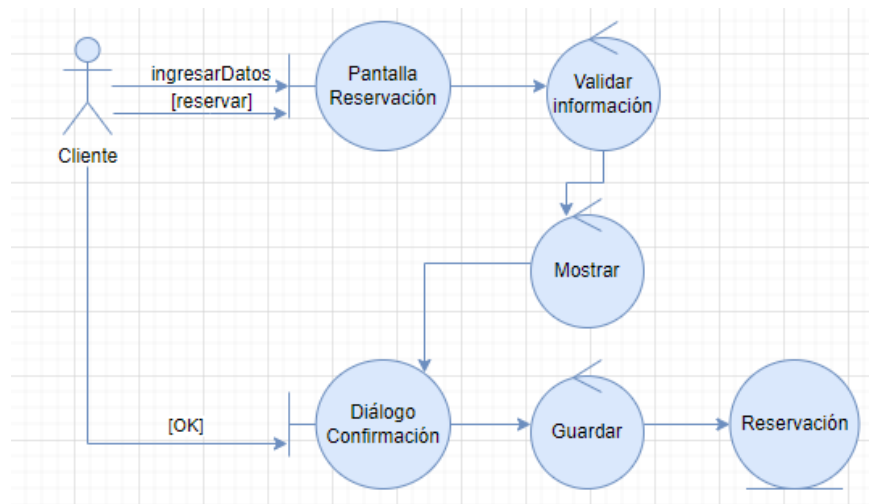 ingresarDatos
[reservar]
Cliente
Pantalla
Reservación
Validar
información
Mostrar
[OK]
Diálogo
Confirmación
Guardar
Reservación